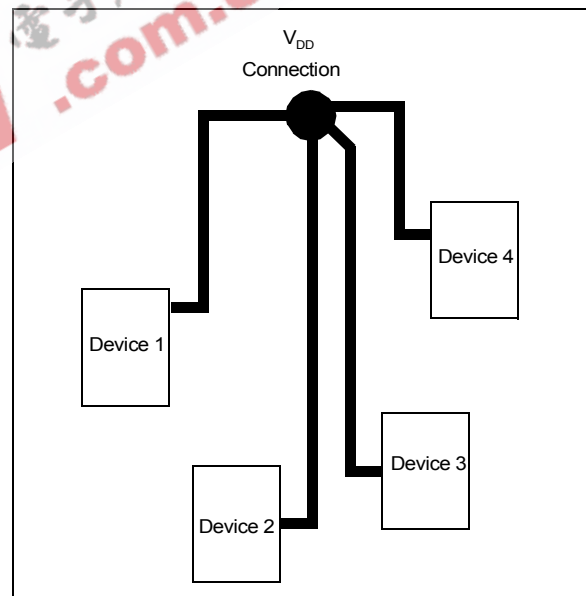 .com.
V_DD
Connection
Device 4
Device 1
Device 3
Device 2